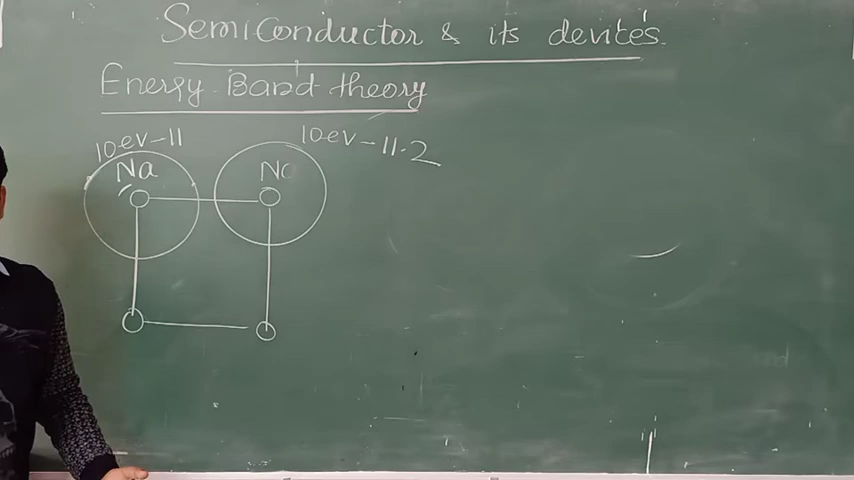 SemiConductor & its devices.
Energy Band theory
10ev-11
10ev-11.2
Na
Na